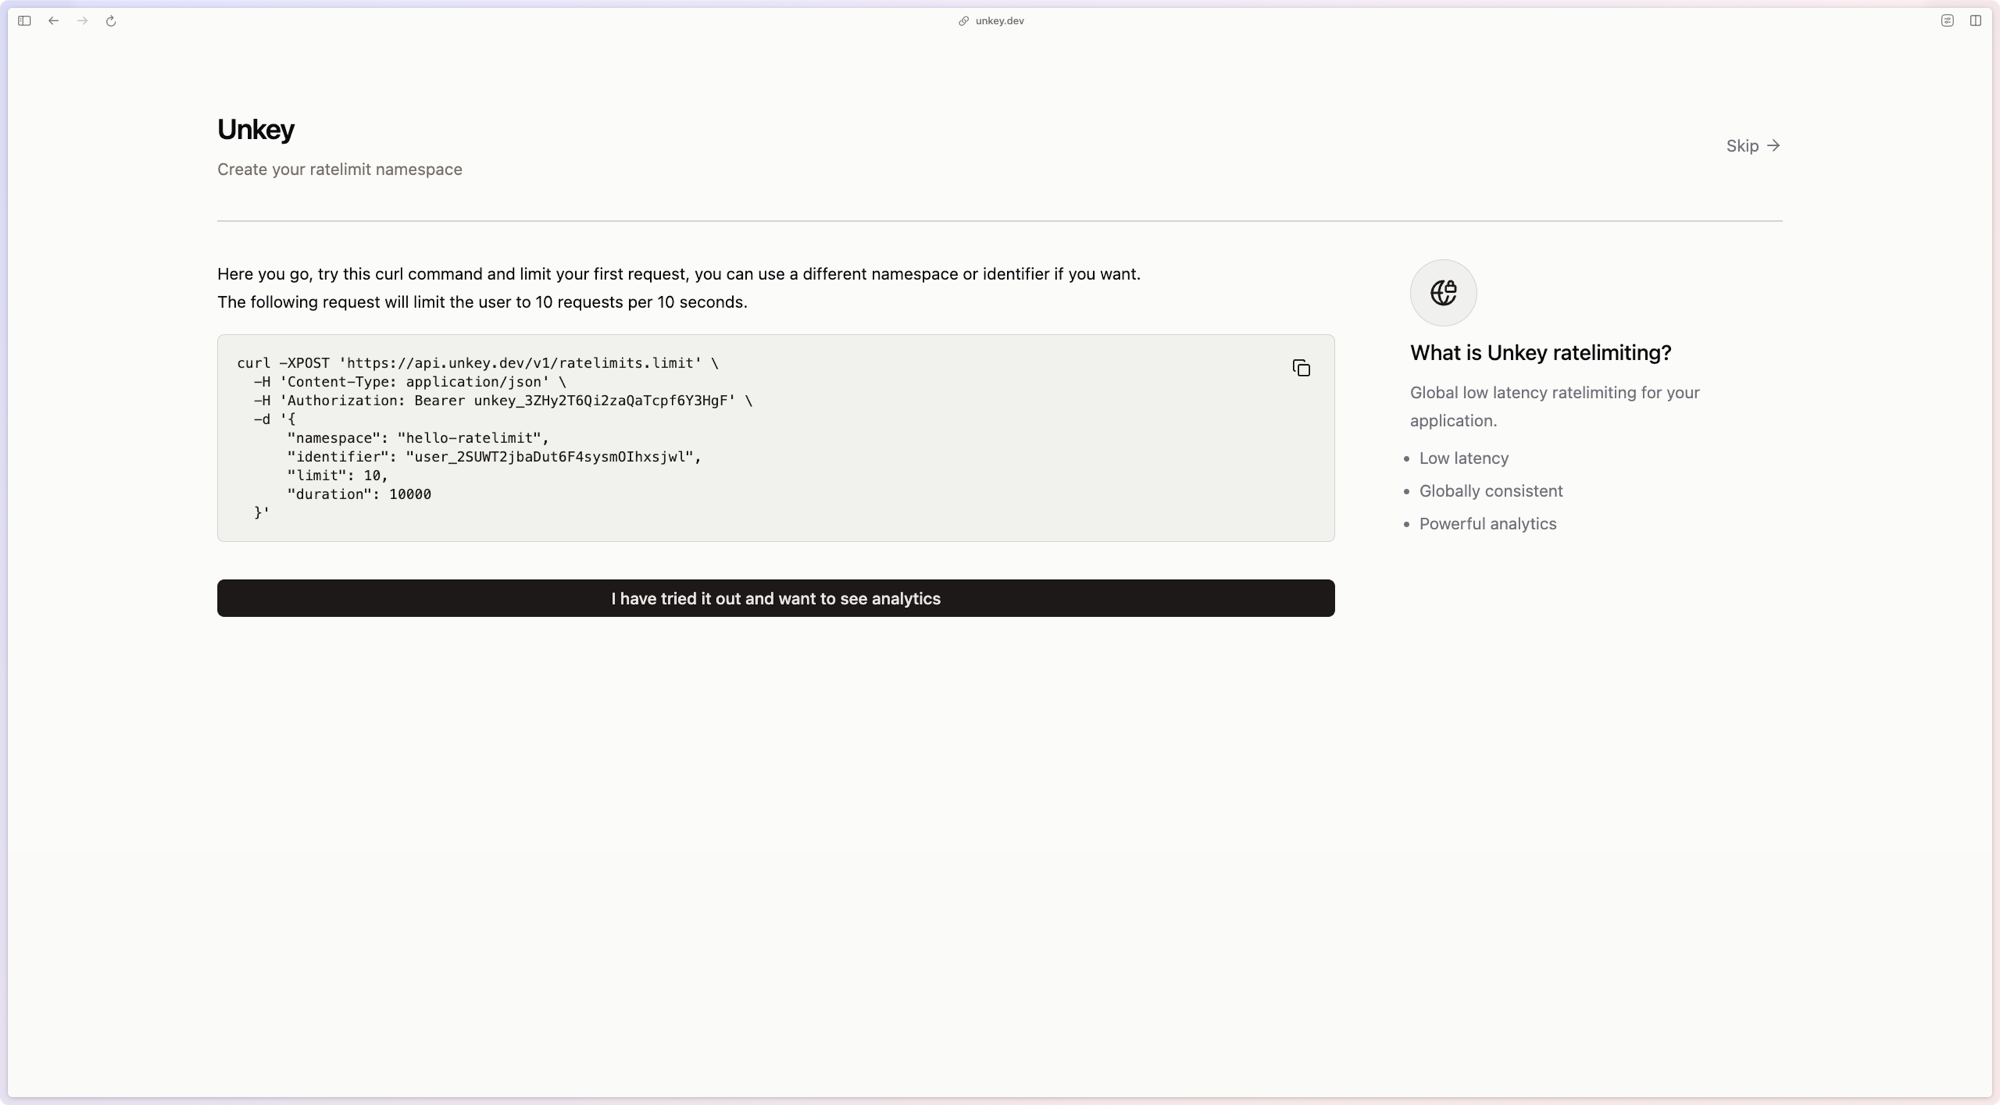 unkey.dev
Unkey
Create your ratelimit namespace
Skip →
Here you go, try this curl command and limit your first request, you can use a different namespace or identifier if you want.
The following request will limit the user to 10 requests per 10 seconds.
curl -XPOST 'https://api.unkey.dev/v1/ratelimits.limit' \
  -H 'Content-Type: application/json' \
  -H 'Authorization: Bearer unkey_3ZHy2T6Qi2zaQaTcpf6Y3HgF' \
  -d '{
      "namespace": "hello-ratelimit",
      "identifier": "user_2SUWT2jbaDut6F4sysmOIhxsjwl",
      "limit": 10,
      "duration": 10000
  }'
I have tried it out and want to see analytics
What is Unkey ratelimiting?
Global low latency ratelimiting for your
application.
• Low latency
• Globally consistent
• Powerful analytics